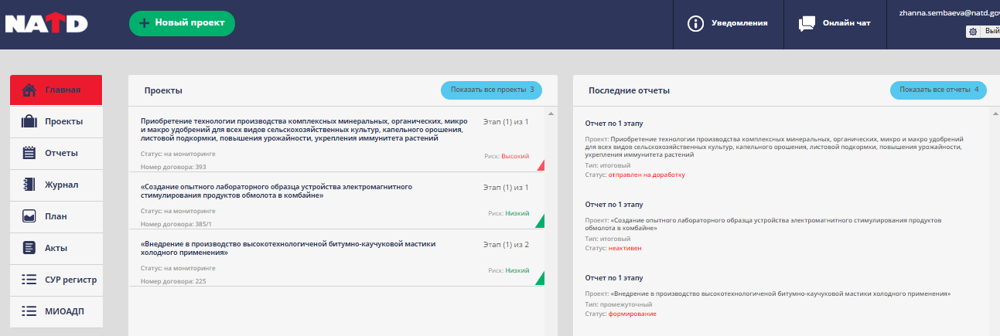 NATD
Новый проект
Уведомления
Онлайн чат
zhanna.sembaeva@natd.gov
Вый
Главная
Проекты
Отчеты
Журнал
План
Акты
СУР регистр
МИОАДП
Проекты
Показать все проекты 3
Приобретение технологии производства комплексных минеральных, органических, микро
и макро удобрений для всех видов сельскохозяйственных культур, капельного орошения,
листовой подкормки, повышения урожайности, укрепления иммунитета растений
Этап (1) из 1
Статус: на мониторинге
Риск: Высокий
Номер договора: 393
«Создание опытного лабораторного образца устройства электромагнитного
стимулирования продуктов обмолота в комбайне»
Этап (1) из 1
Статус: на мониторинге
Риск: Низкий
Номер договора: 385/1
«Внедрение в производство высокотехнологиченой битумно-каучуковой мастики
холодного применения»
Этап (1) из 2
Статус: на мониторинге
Риск: Низкий
Номер договора: 225
Последние отчеты
Показать все отчеты 4
Отчет по 1 этапу
Проект: Приобретение технологии производства комплексных минеральных, органических, микро и макро удобрений
для всех видов сельскохозяйственных культур, капельного орошения, листовой подкормки, повышения урожайности,
укрепления иммунитета растений
Тип: итоговый
Статус: отправлен на доработку
Отчет по 1 этапу
Проект: «Создание опытного лабораторного образца устройства электромагнитного стимулирования продуктов
обмолота в комбайне»
Тип: итоговый
Статус: неактивен
Отчет по 1 этапу
Проект: «Внедрение в производство высокотехнологиченой битумно-каучуковой мастики холодного применения»
Тип: промежуточный
Статус: формирование